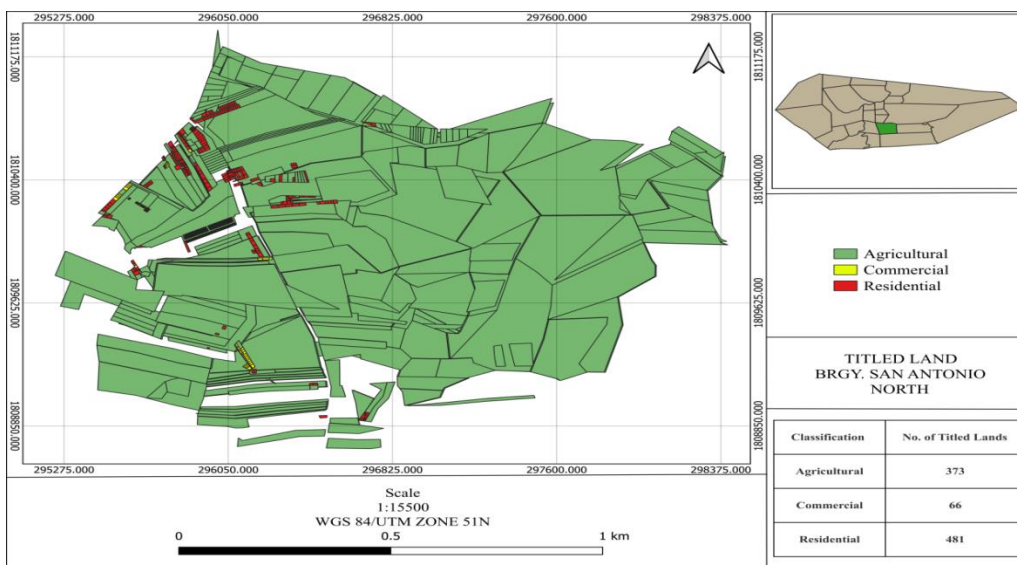 295275.000 296050.000 296825.000 297600.000 298375.000
1811175.000 1811175.000
1810400.000 1810400.000
1809625.000 1809625.000
1808850.000 1808850.000
295275.000 296050.000 296825.000 297600.000 298375.000
Scale
1:15500
WGS 84/UTM ZONE 51N
0 0.5 1 km
Agricultural
Commercial
Residential
TITLED LAND
BRGY. SAN ANTONIO
NORTH
Classification No. of Titled Lands
Agricultural 373
Commercial 66
Residential 481